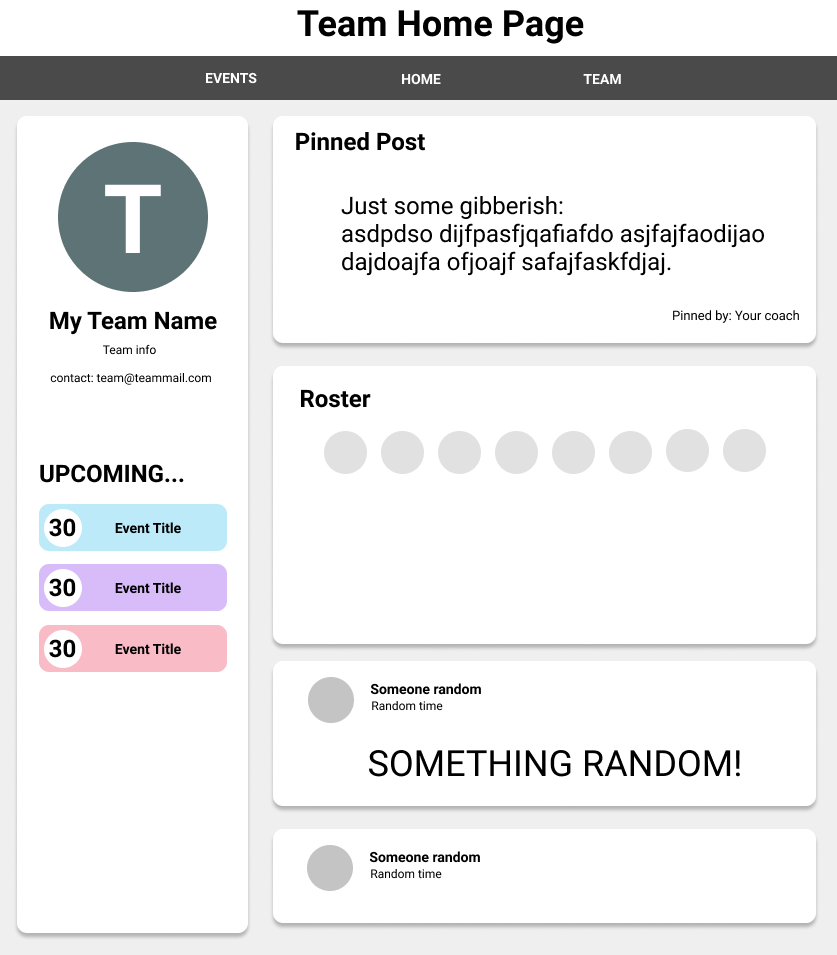 Team Home Page
EVENTS
HOME
TEAM
T
My Team Name
Team info
contact: team@teammail.com
UPCOMING...
30 Event Title
30 Event Title
30 Event Title
Pinned Post
Just some gibberish:
asdpdso dijfpasfjqafiafdo asjfajfaodijao
dajdoajfa ofjoajf safajfaskfdjaj.
Pinned by: Your coach
Roster
Someone random
Random time
SOMETHING RANDOM!
Someone random
Random time